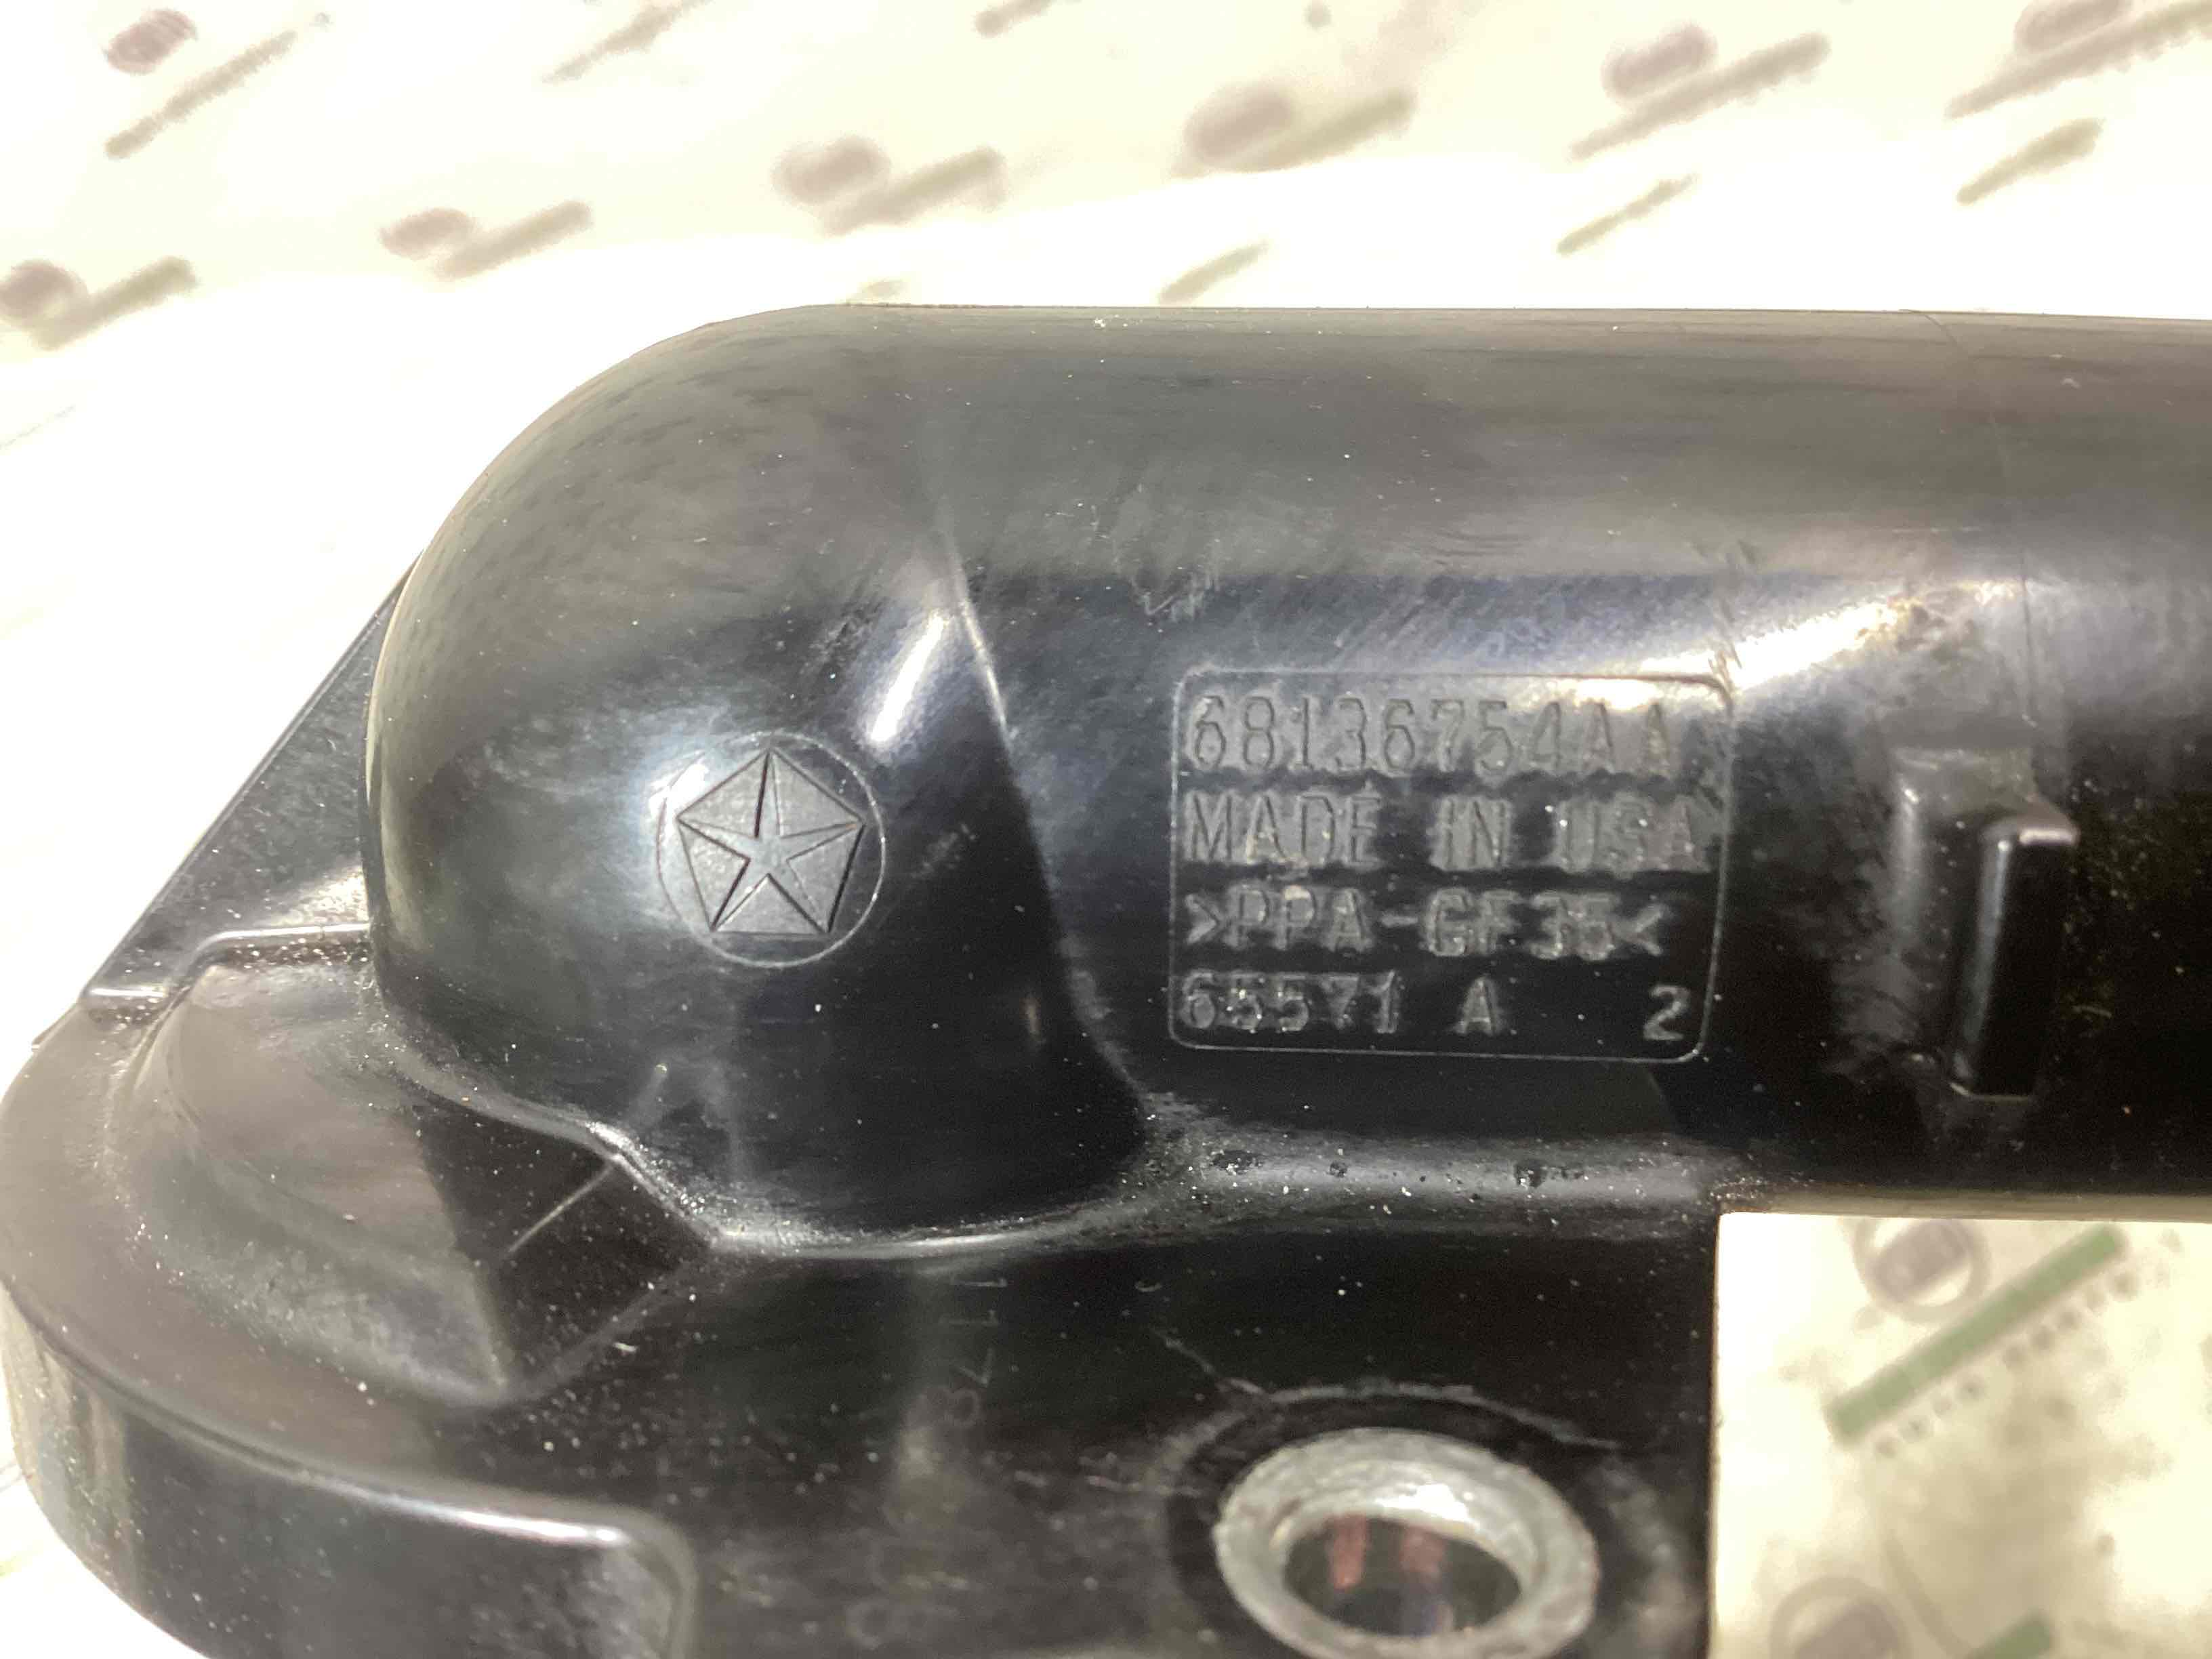 68136754AA
MADE IN USA
>PPA-GF35<
65571 A 2